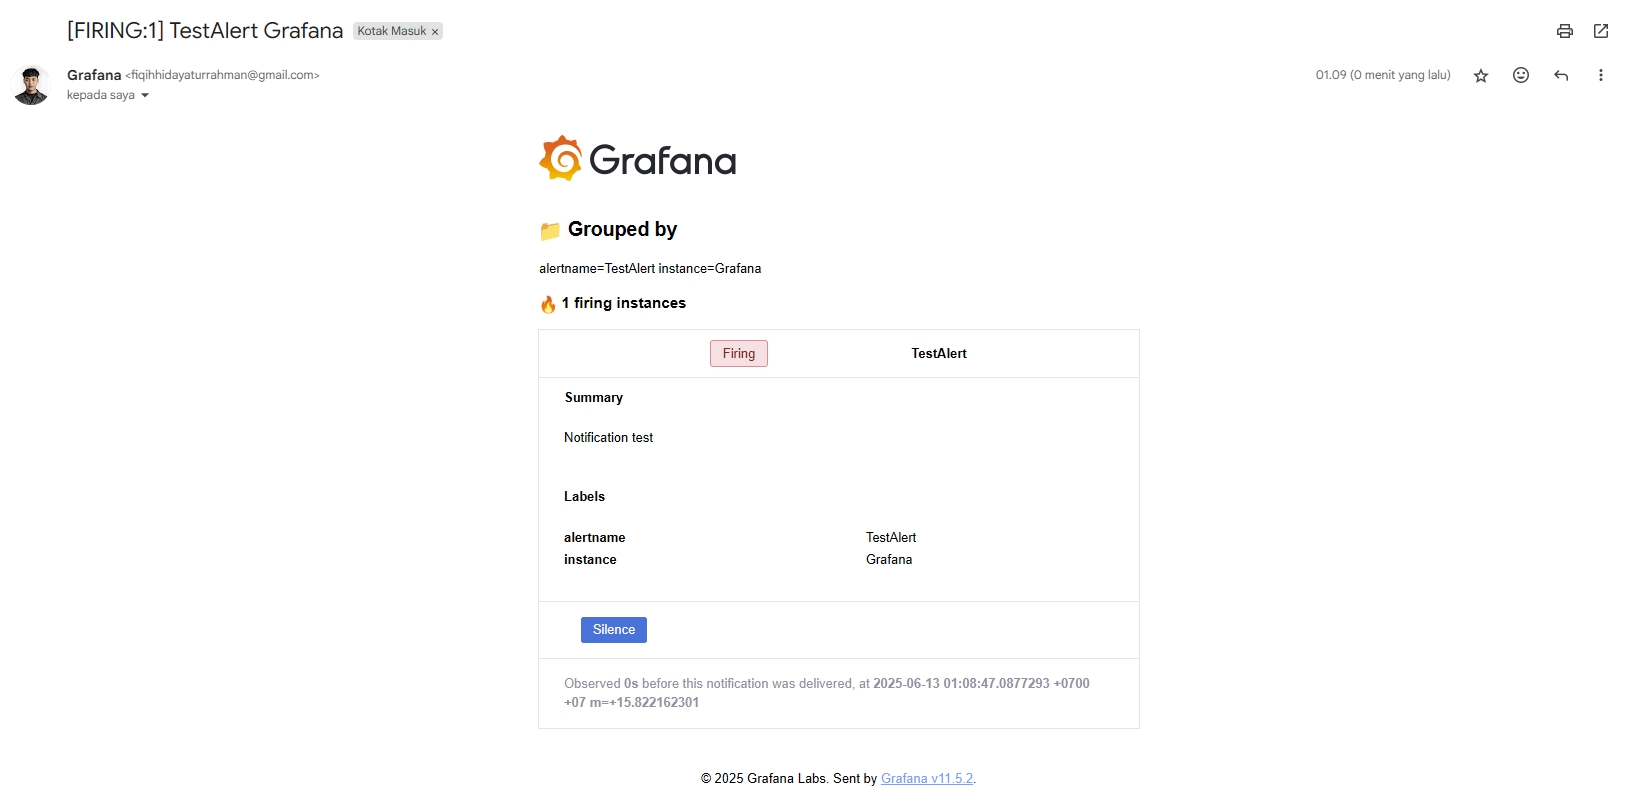 [FIRING:1] TestAlert Grafana Kotak Masuk ×
Grafana <fiqihhidayaturrahman@gmail.com> 01.09 (0 menit yang lalu)
kepada saya
Grafana
📁 Grouped by
alertname=TestAlert instance=Grafana
🔥 1 firing instances
Firing TestAlert
Summary
Notification test
Labels
alertname TestAlert
instance Grafana
Silence
Observed 0s before this notification was delivered, at 2025-06-13 01:08:47.0877293 +0700
+07 m=+15.822162301
© 2025 Grafana Labs. Sent by Grafana v11.5.2.